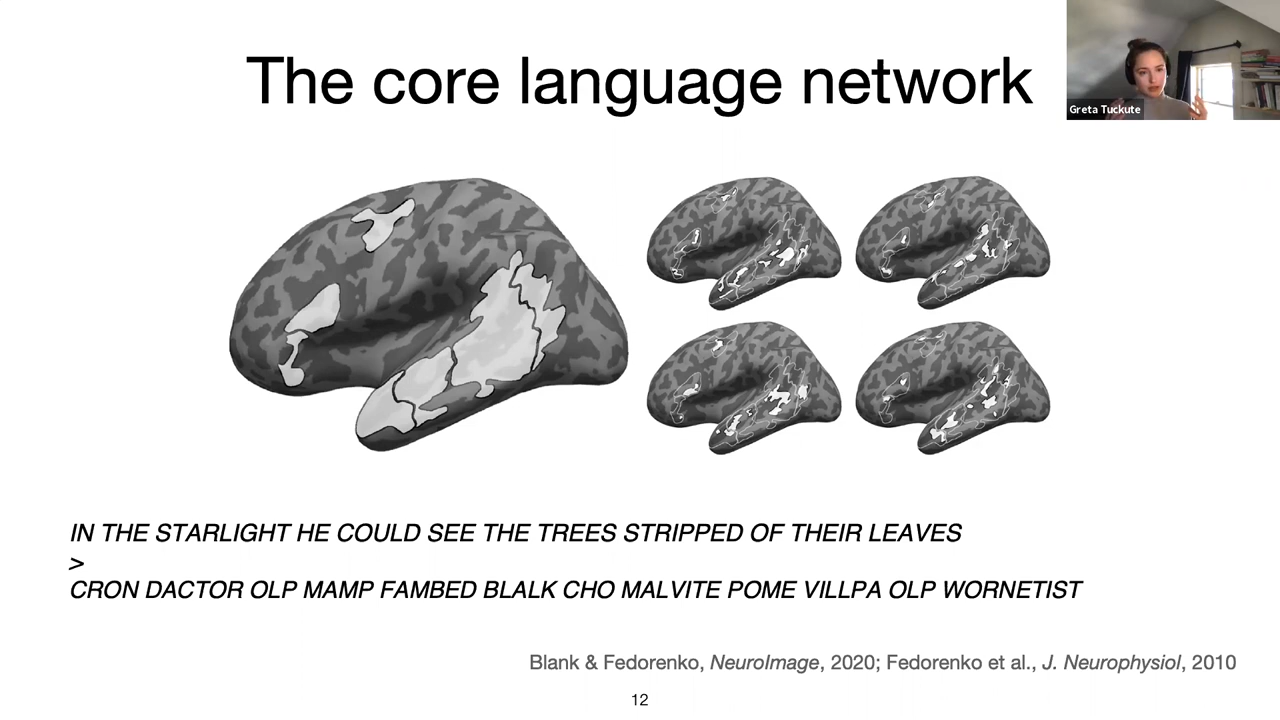 The core language network
Greta Tuckute
IN THE STARLIGHT HE COULD SEE THE TREES STRIPPED OF THEIR LEAVES
>
CRON DACTOR OLP MAMP FAMBED BLALK CHO MALVITE POME VILLPA OLP WORNETIST
Blank & Fedorenko, NeuroImage, 2020; Fedorenko et al., J. Neurophysiol, 2010
12